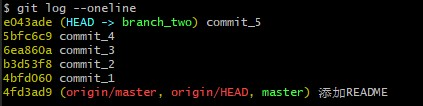 $ git log --oneline
e043ade (HEAD -> branch_two) commit_5
5bfc6c9 commit_4
6ea860a commit_3
b3d53f8 commit_2
4bfd060 commit_1
4fd3ad9 (origin/master, origin/HEAD, master) 添加README